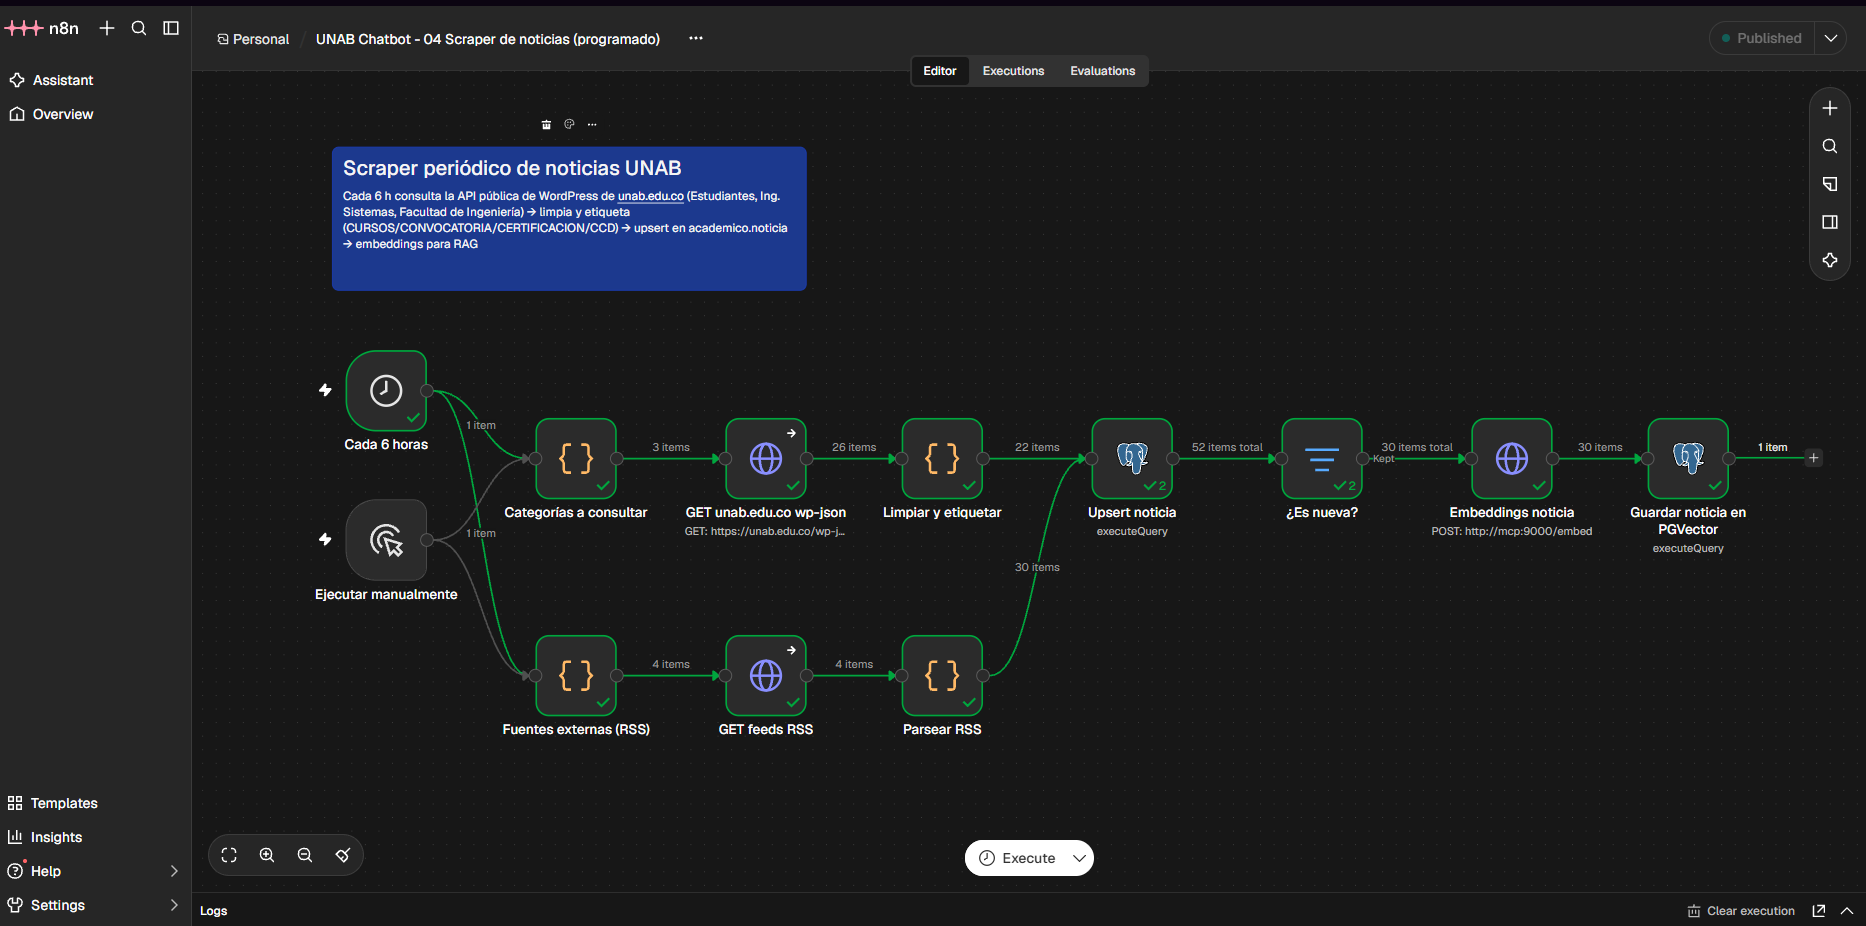 n8n
Personal / UNAB Chatbot - 04 Scraper de noticias (programado) ...
Published
Editor Executions Evaluations
Assistant
Overview
Scraper periódico de noticias UNAB
Cada 6 h consulta la API pública de WordPress de unab.edu.co (Estudiantes, Ing.
Sistemas, Facultad de Ingeniería) → limpia y etiqueta
(CURSOS/CONVOCATORIA/CERTIFICACION/CCD) → upsert en academico.noticia
→ embeddings para RAG
Cada 6 horas
1 item
Ejecutar manualmente
1 item
3 items
26 items
22 items
52 items total
Kept
30 items total
30 items
1 item
Categorías a consultar
GET unab.edu.co wp-json
GET: https://unab.edu.co/wp-j...
Limpiar y etiquetar
Upsert noticia
executeQuery
2
¿Es nueva?
2
Embeddings noticia
POST: http://mcp:9000/embed
Guardar noticia en
PGVector
executeQuery
30 items
4 items
4 items
Fuentes externas (RSS)
GET feeds RSS
Parsear RSS
Templates
Insights
Help
Settings
Execute
Logs
Clear execution